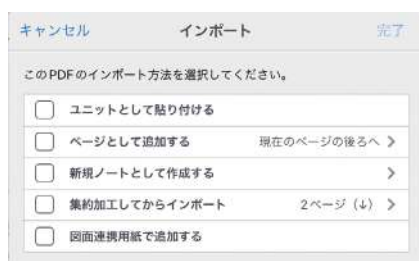 キャンセル インポート 完了
このPDFのインポート方法を選択してください。
ユニットとして貼り付ける
ページとして追加する 現在のページの後ろへ >
新規ノートとして作成する >
集約加工してからインポート 2ページ (↓) >
図面連携用紙で追加する